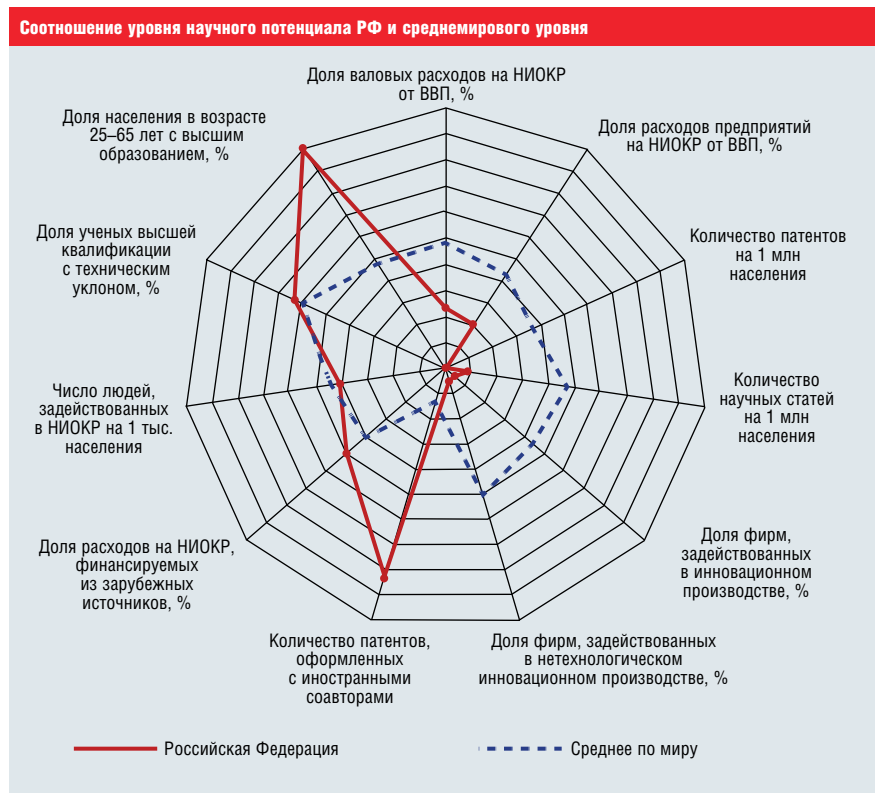 Соотношение уровня научного потенциала РФ и среднемирового уровня
Доля валовых расходов на НИОКР
от ВВП, %
Доля расходов предприятий
на НИОКР от ВВП, %
Количество патентов
на 1 млн
населения
Количество
научных статей
на 1 млн
населения
Доля фирм,
задействованных
в инновационном
производстве, %
Доля фирм, задействованных
в нетехнологическом
инновационном производстве, %
Количество патентов,
оформленных
с иностранными
соавторами
Доля расходов на НИОКР,
финансируемых
из зарубежных
источников, %
Число людей,
задействованных
в НИОКР на 1 тыс.
населения
Доля ученых высшей
квалификации
с техническим
уклоном, %
Доля населения в возрасте
25–65 лет с высшим
образованием, %
Российская Федерация
Среднее по миру